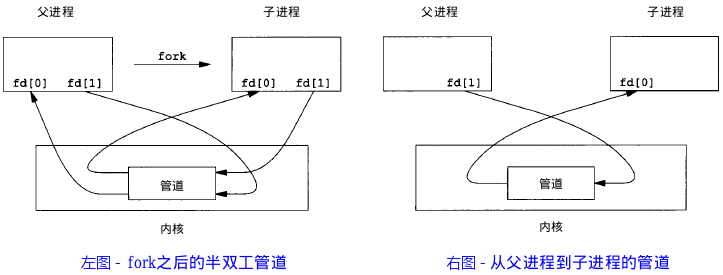 父进程
子进程
fork
fd[0] fd[1]
fd[0] fd[1]
管道
内核
左图 - fork之后的半双工管道
父进程
子进程
fd[1]
fd[0]
管道
内核
右图 - 从父进程到子进程的管道